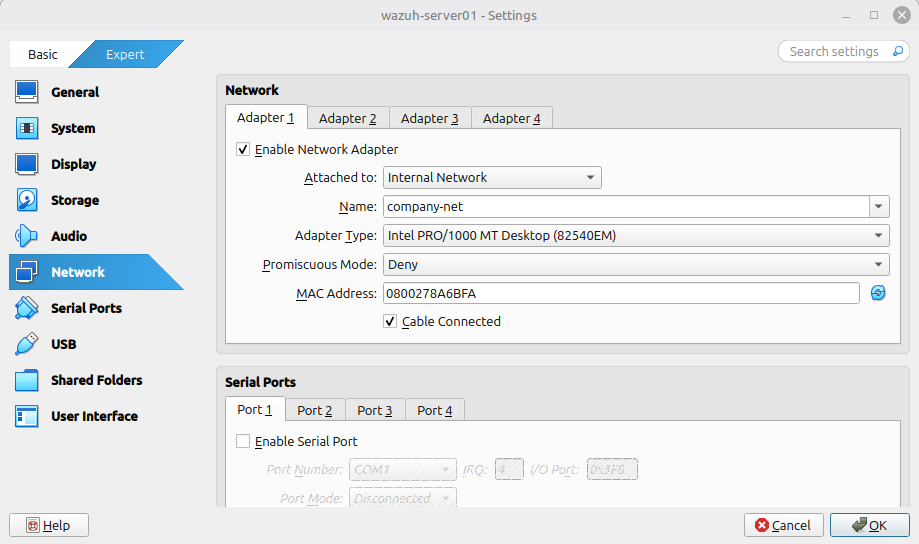 wazuh-server01 - Settings
Basic
Expert
Search settings
General
System
Display
Storage
Audio
Network
Serial Ports
USB
Shared Folders
User Interface
Network
Adapter 1
Adapter 2
Adapter 3
Adapter 4
Enable Network Adapter
Attached to: Internal Network
Name: company-net
Adapter Type: Intel PRO/1000 MT Desktop (82540EM)
Promiscuous Mode: Deny
MAC Address: 0800278A6BFA
Cable Connected
Serial Ports
Port 1
Port 2
Port 3
Port 4
Enable Serial Port
Port Number: COM1 IRQ: 4 I/O Port: 0x3F8
Port Mode: Disconnected
Help
Cancel
OK